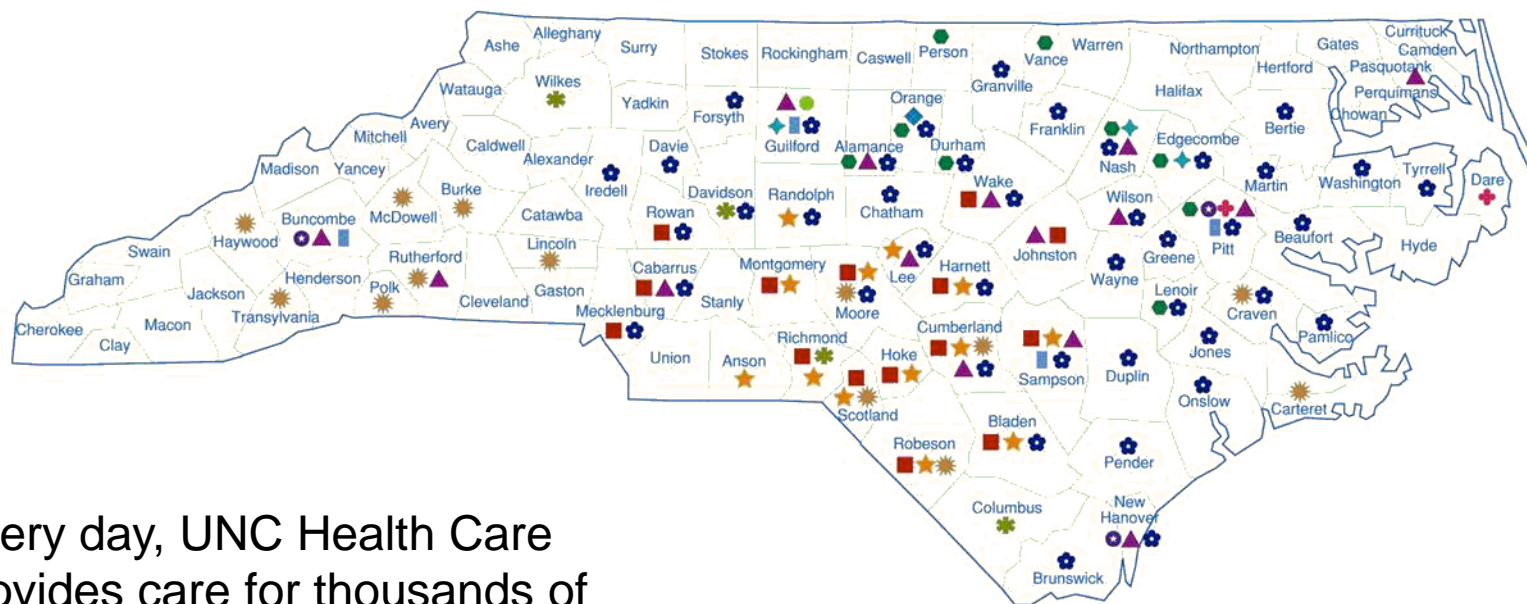 Ashe
Alleghany
Surry
Stokes
Rockingham
Caswell
Person
Vance
Warren
Northampton
Gates
Currituck
Camden
Hertford
Pasquotank
Perquimans
Chowan
Watauga
Wilkes
Yadkin
Forsyth
Guilford
Alamance
Orange
Durham
Granville
Franklin
Halifax
Bertie
Mitchell
Avery
Caldwell
Alexander
Iredell
Davie
Nash
Edgecombe
Martin
Washington
Tyrrell
Dare
Madison
Yancey
McDowell
Burke
Catawba
Rowan
Davidson
Randolph
Chatham
Wake
Wilson
Pitt
Beaufort
Hyde
Haywood
Buncombe
Rutherford
Lincoln
Cabarrus
Montgomery
Moore
Lee
Harnett
Johnston
Wayne
Greene
Swain
Graham
Jackson
Henderson
Polk
Cleveland
Gaston
Mecklenburg
Stanly
Lenoir
Craven
Pamlico
Cherokee
Clay
Macon
Transylvania
Union
Anson
Richmond
Scotland
Hoke
Cumberland
Sampson
Duplin
Jones
Onslow
Carteret
Robeson
Bladen
Pender
Columbus
New
Hanover
Brunswick
ery day, UNC Health Care
ovides care for thousands of